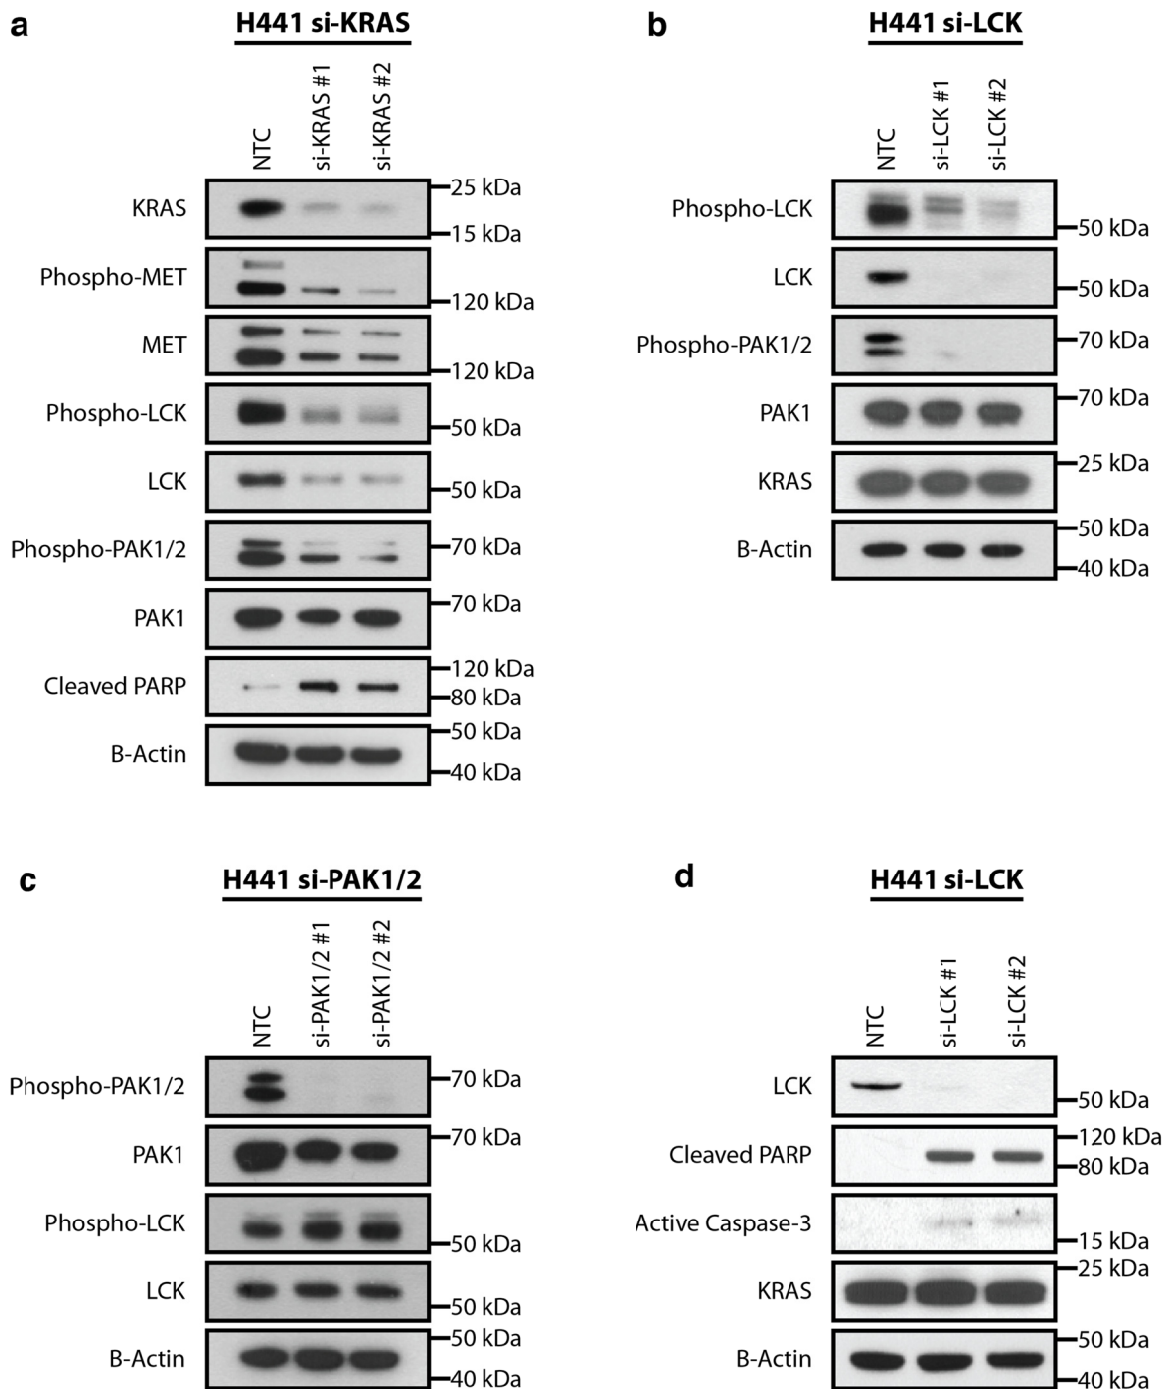 a
H441 si-KRAS
NTC
si-KRAS #1
si-KRAS #2
KRAS
25 kDa
15 kDa
Phospho-MET
120 kDa
MET
120 kDa
Phospho-LCK
50 kDa
LCK
50 kDa
Phospho-PAK1/2
70 kDa
PAK1
70 kDa
Cleaved PARP
120 kDa
80 kDa
B-Actin
50 kDa
40 kDa
b
H441 si-LCK
NTC
si-LCK #1
si-LCK #2
Phospho-LCK
50 kDa
LCK
50 kDa
Phospho-PAK1/2
70 kDa
PAK1
70 kDa
KRAS
25 kDa
B-Actin
50 kDa
40 kDa
c
H441 si-PAK1/2
NTC
si-PAK1/2 #1
si-PAK1/2 #2
Phospho-PAK1/2
70 kDa
PAK1
70 kDa
Phospho-LCK
50 kDa
LCK
50 kDa
B-Actin
50 kDa
40 kDa
d
H441 si-LCK
NTC
si-LCK #1
si-LCK #2
LCK
50 kDa
Cleaved PARP
120 kDa
80 kDa
Active Caspase-3
15 kDa
KRAS
25 kDa
B-Actin
50 kDa
40 kDa